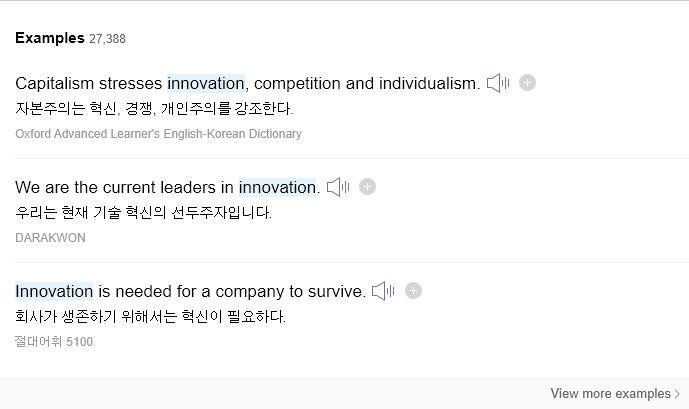 Examples 27,388
Capitalism stresses innovation, competition and individualism.
자본주의는 혁신, 경쟁, 개인주의를 강조한다.
Oxford Advanced Learner's English-Korean Dictionary
We are the current leaders in innovation.
우리는 현재 기술 혁신의 선두주자입니다.
DARAKWON
Innovation is needed for a company to survive.
회사가 생존하기 위해서는 혁신이 필요하다.
절대어휘 5100
View more examples